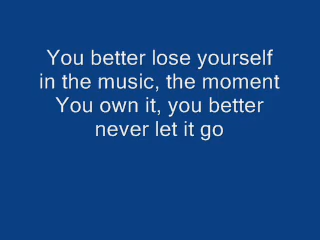 You better lose yourself
in the music, the moment
You own it, you better
never let it go